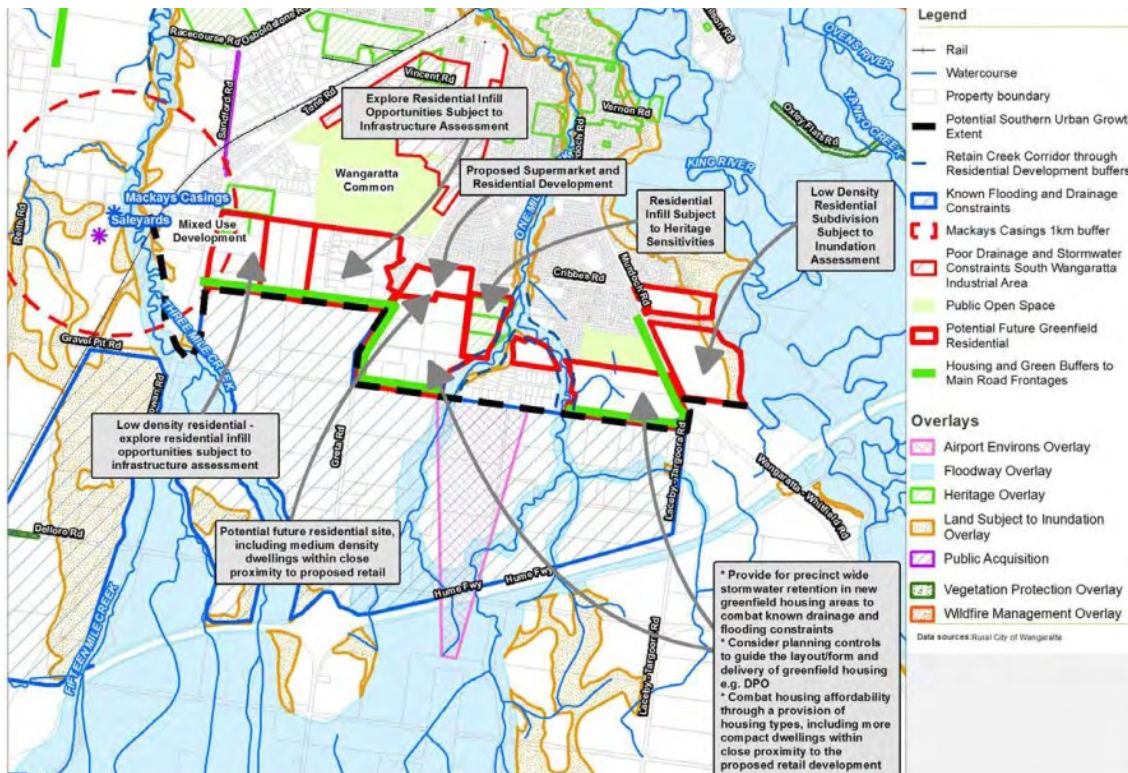 Racecourse Rd
Osboldstone Rd
Sandford Rd
Tone Rd
Vincent Rd
Vernon Rd
Oxley Flats Rd
OVENS RIVER
YAHKO CREEK
KING RIVER
Explore Residential Infill
Opportunities Subject to
Infrastructure Assessment
Wangaratta
Common
Proposed Supermarket and
Residential Development
Residential
Infill Subject
to Heritage
Sensitivities
Low Density
Residential
Subdivision
Subject to
Inundation
Assessment
Mackays Casings
Saleyards
Mixed Use
Development
ONE MILE
Cribbes Rd
Murdoch Rd
THREE MILE CREEK
Gravel Pit Rd
Low density residential -
explore residential infill
opportunities subject to
infrastructure assessment
Greta Rd
Laceby -Targoora Rd
Wangaratta - Whitfield Rd
Potential future residential site,
including medium density
dwellings within close
proximity to proposed retail
Hume Fwy Hume Fwy
FIFTEEN MILE CREEK
* Provide for precinct wide
stormwater retention in new
greenfield housing areas to
combat known drainage and
flooding constraints
* Consider planning controls
to guide the layout/form and
delivery of greenfield housing
e.g. DPO
* Combat housing affordability
through a provision of
housing types, including more
compact dwellings within
close proximity to the
proposed retail development
Legend
Rail
Watercourse
Property boundary
Potential Southern Urban Growt
Extent
Retain Creek Corridor through
Residential Development buffers
Known Flooding and Drainage
Constraints
Mackays Casings 1km buffer
Poor Drainage and Stormwater
Constraints South Wangaratta
Industrial Area
Public Open Space
Potential Future Greenfield
Residential
Housing and Green Buffers to
Main Road Frontages
Overlays
Airport Environs Overlay
Floodway Overlay
Heritage Overlay
Land Subject to Inundation
Overlay
Public Acquisition
Vegetation Protection Overlay
Wildfire Management Overlay
Data sources:Rural City of Wangaratta